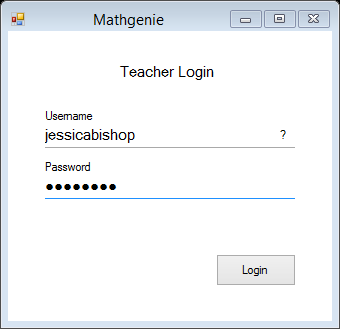 Mathgenie
Teacher Login
Username
jessicabishop ?
Password
●●●●●●●●
Login